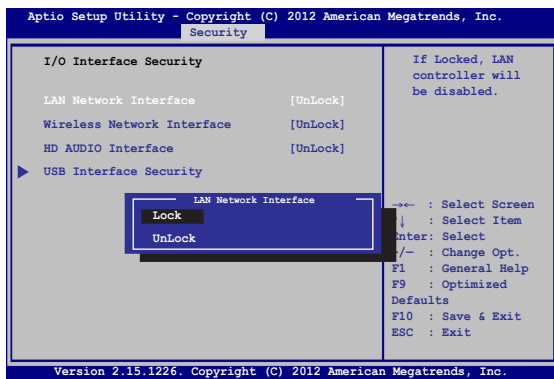 Aptio Setup Utility - Copyright (C) 2012 American Megatrends, Inc.
Security
I/O Interface Security
LAN Network Interface [UnLock]
Wireless Network Interface [UnLock]
HD AUDIO Interface [UnLock]
USB Interface Security
LAN Network Interface
Lock
UnLock
If Locked, LAN
controller will
be disabled.
→← : Select Screen
↓ : Select Item
Enter: Select
+/— : Change Opt.
F1 : General Help
F9 : Optimized
Defaults
F10 : Save & Exit
ESC : Exit
Version 2.15.1226. Copyright (C) 2012 American Megatrends, Inc.